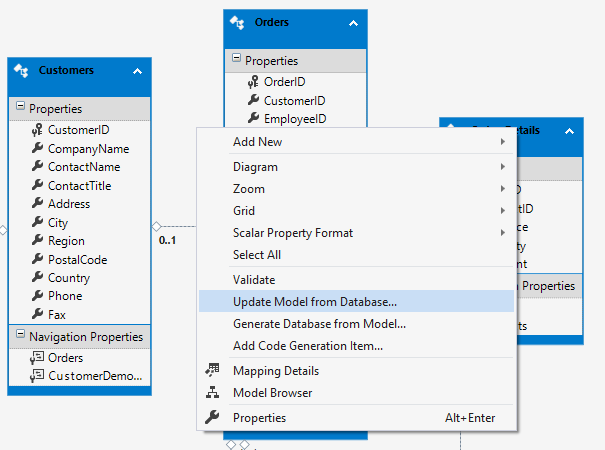 Customers
Properties
CustomerID
CompanyName
ContactName
ContactTitle
Address
City
Region
PostalCode
Country
Phone
Fax
Navigation Properties
Orders
CustomerDemo...
0..1
Orders
Properties
OrderID
CustomerID
EmployeeID
Add New
Diagram
Zoom
Grid
Scalar Property Format
Select All
Validate
Update Model from Database...
Generate Database from Model...
Add Code Generation Item...
Mapping Details
Model Browser
Properties Alt+Enter
Details
Properties